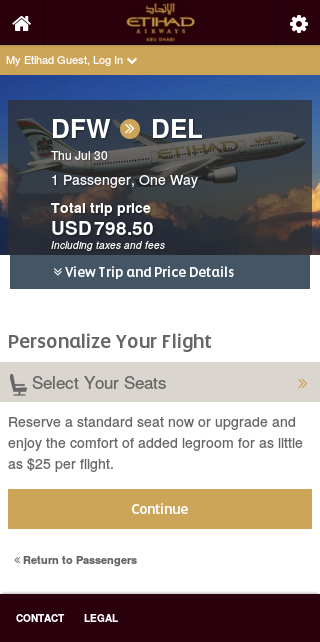 الإتحاد
ETIHAD
AIRWAYS
ABU DHABI
My Etihad Guest, Log In
DFW DEL
Thu Jul 30
1 Passenger, One Way
Total trip price
USD 798.50
Including taxes and fees
View Trip and Price Details
Personalize Your Flight
Select Your Seats
Reserve a standard seat now or upgrade and
enjoy the comfort of added legroom for as little
as $25 per flight.
Continue
Return to Passengers
CONTACT LEGAL